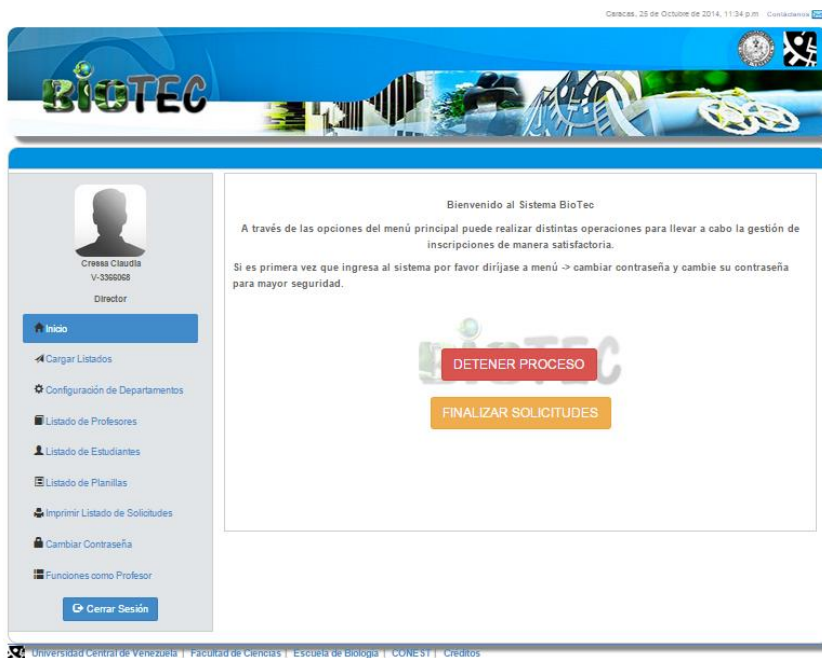 Caracas, 25 de Octubre de 2014, 11:34 p.m Contáctanos
BIOTEC
Cressa Claudia
V-3366068
Director
Inicio
Cargar Listados
Configuración de Departamentos
Listado de Profesores
Listado de Estudiantes
Listado de Planillas
Imprimir Listado de Solicitudes
Cambiar Contraseña
Funciones como Profesor
Cerrar Sesión
Bienvenido al Sistema BioTec
A través de las opciones del menú principal puede realizar distintas operaciones para llevar a cabo la gestión de
inscripciones de manera satisfactoria.
Si es primera vez que ingresa al sistema por favor diríjase a menú -> cambiar contraseña y cambie su contraseña
para mayor seguridad.
BIOTEC
DETENER PROCESO
FINALIZAR SOLICITUDES
Universidad Central de Venezuela | Facultad de Ciencias | Escuela de Biología | CONEST | Créditos